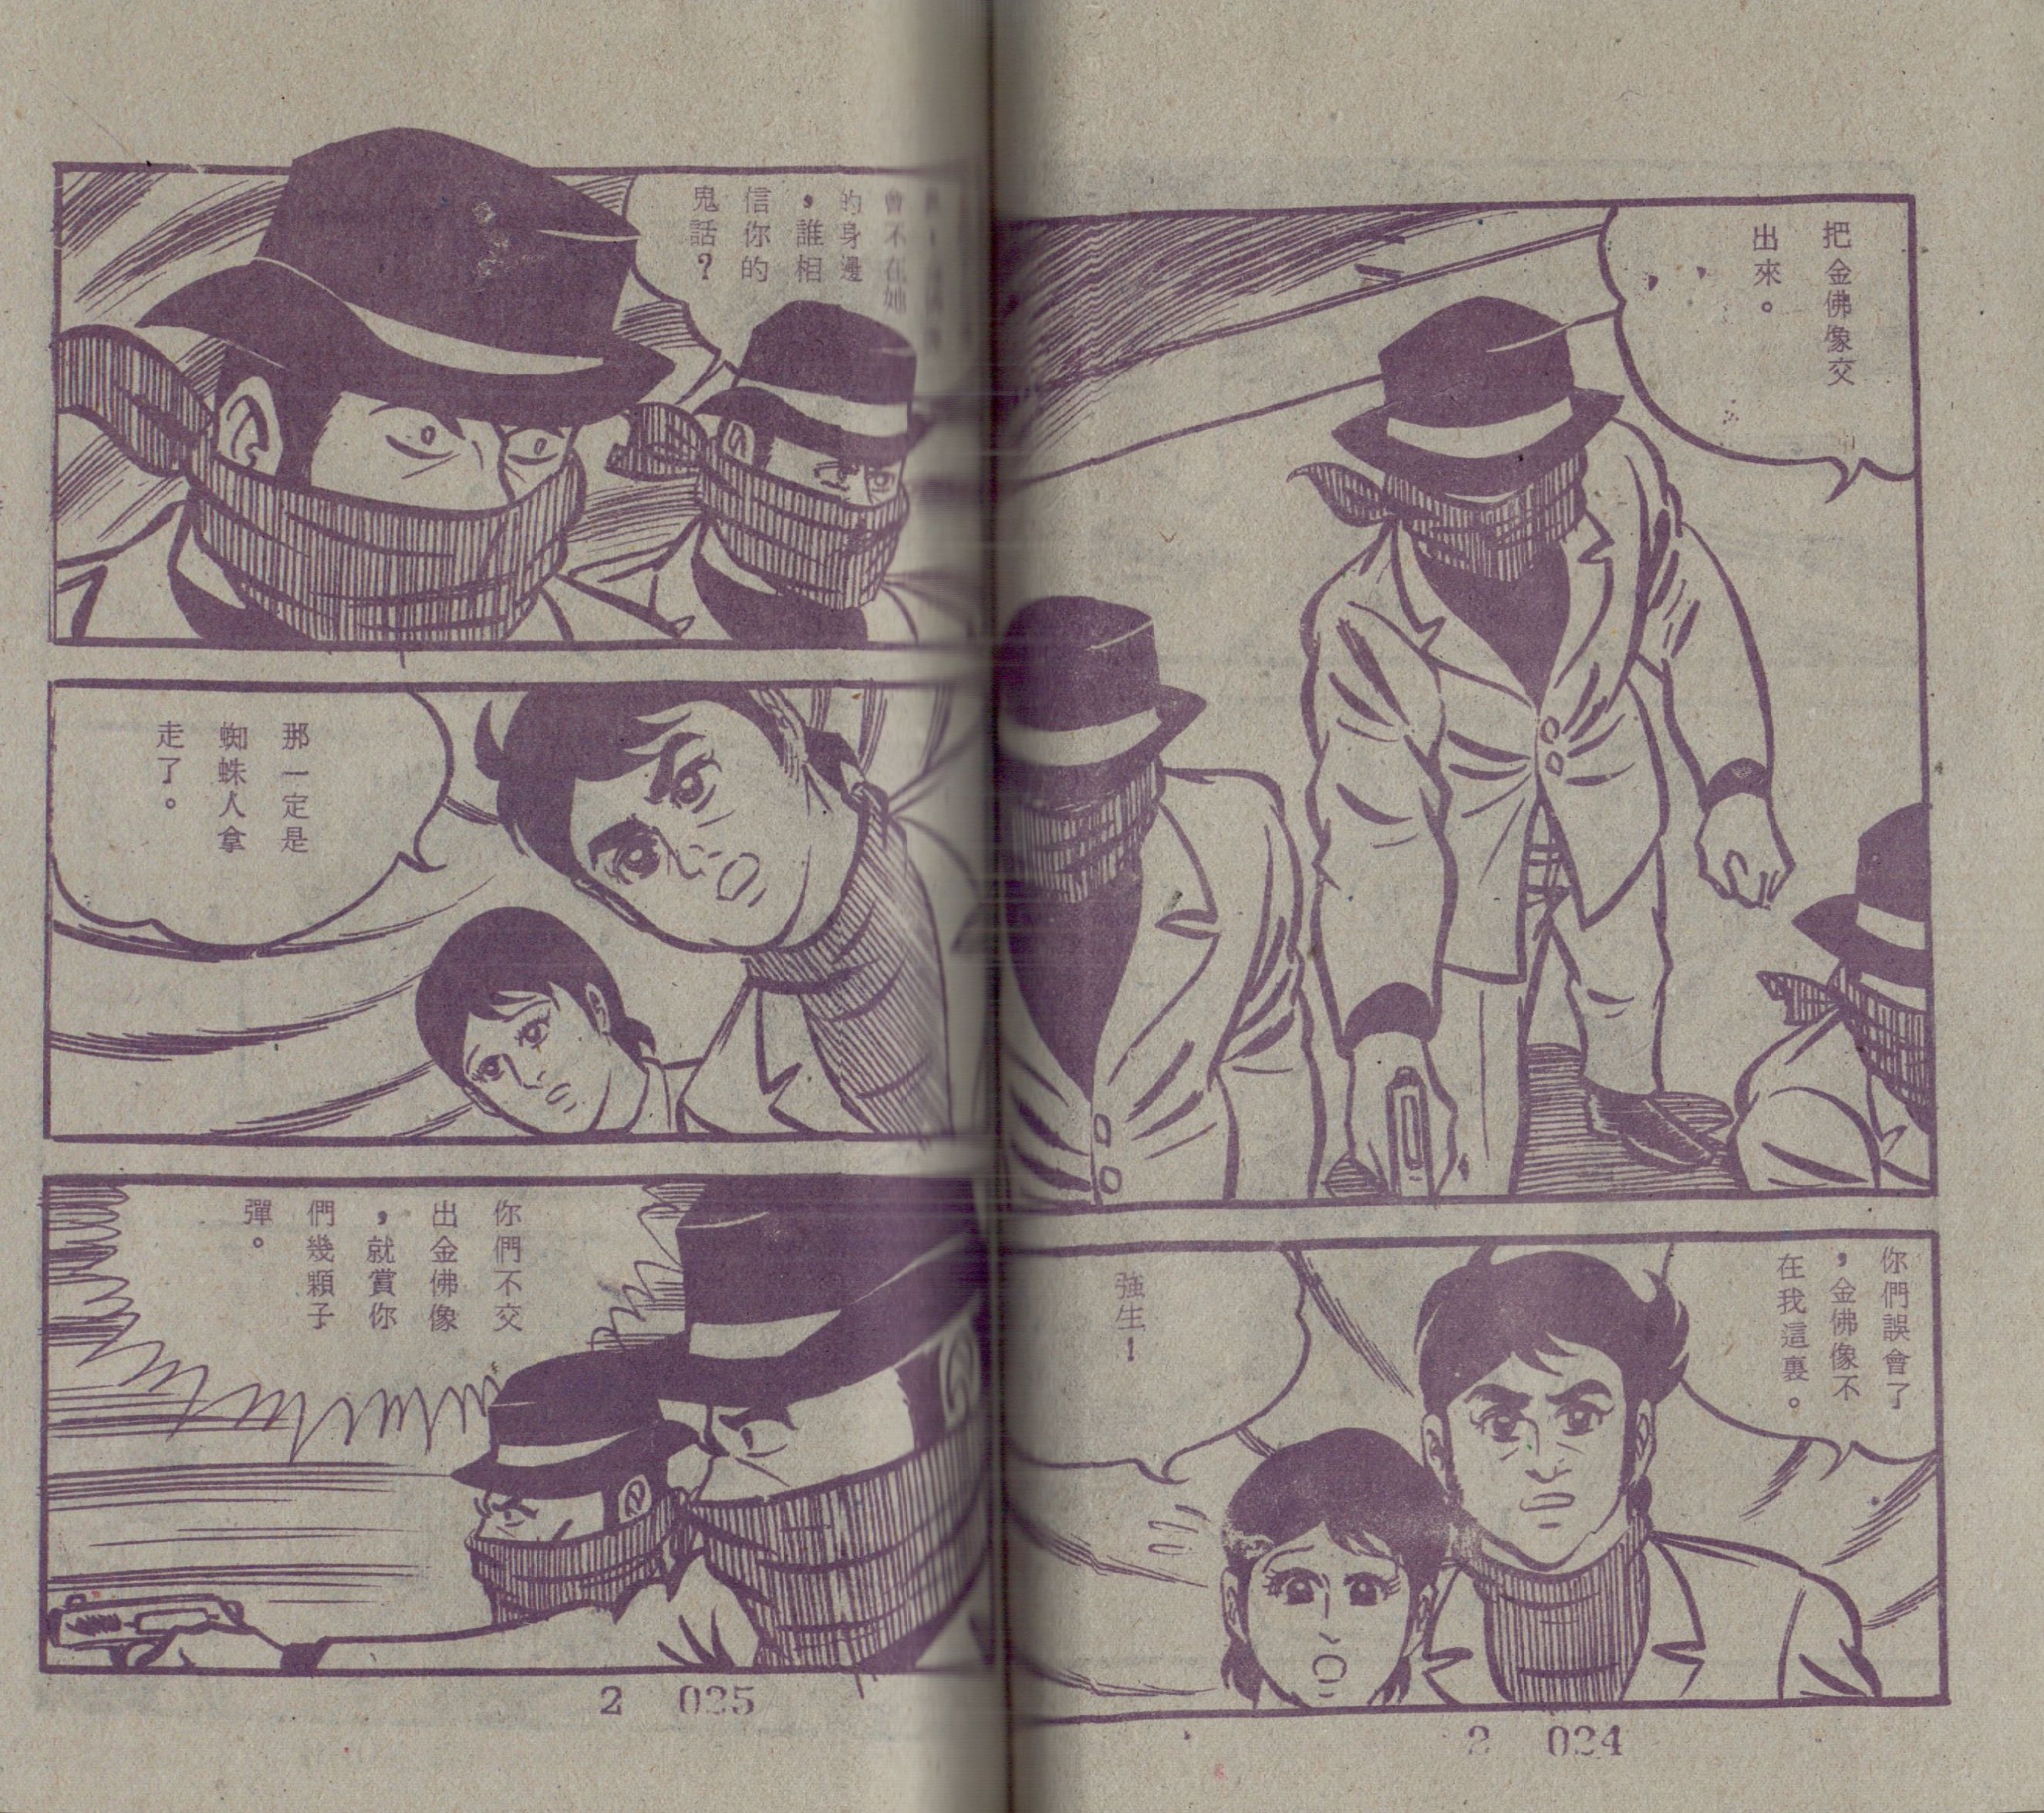 把金佛像交
出來。
你們誤會了
，金佛像不
在我這裏。
強生！
2 024
會不在她
的身邊
，誰相
信你的
鬼話？
那一定是
蜘蛛人拿
走了。
你們不交
出金佛像
，就賞你
們幾顆子
彈。
2 025